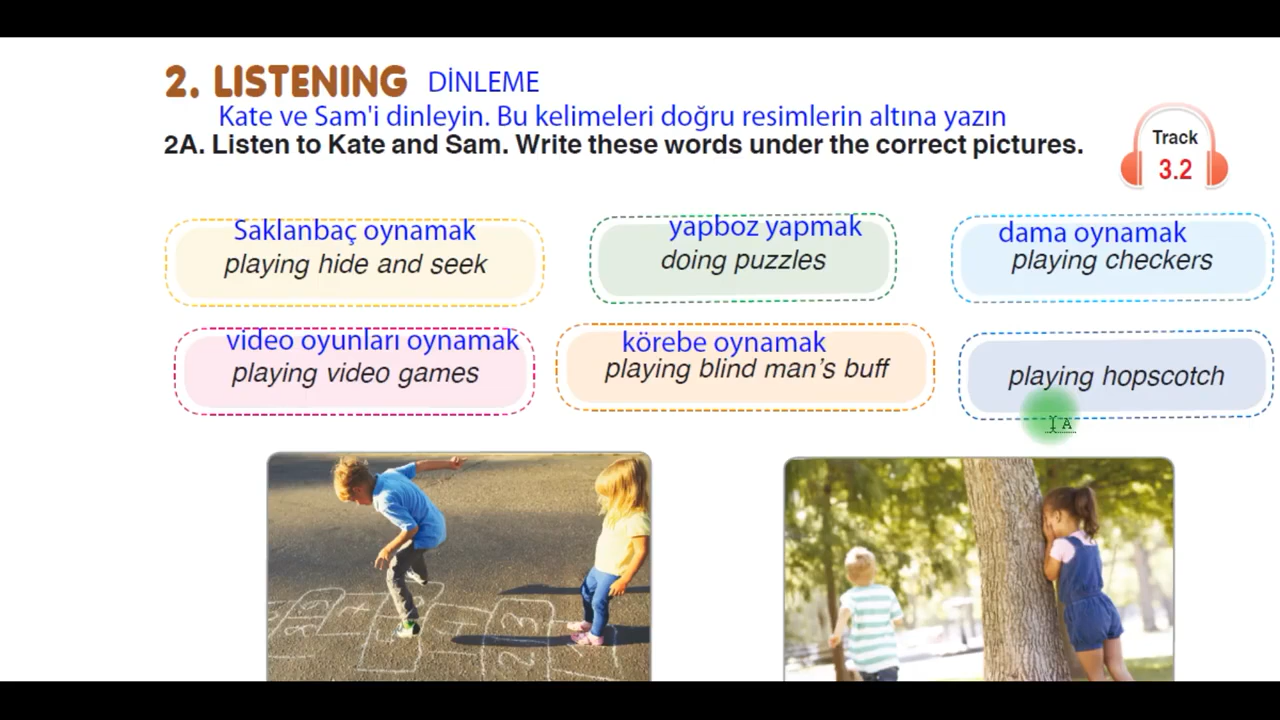 2. LISTENING DİNLEME
Kate ve Sam'i dinleyin. Bu kelimeleri doğru resimlerin altına yazın
2A. Listen to Kate and Sam. Write these words under the correct pictures.
Track
3.2
Saklanbaç oynamak
playing hide and seek
yapboz yapmak
doing puzzles
dama oynamak
playing checkers
video oyunları oynamak
playing video games
körebe oynamak
playing blind man's buff
playing hopscotch
A
2 3